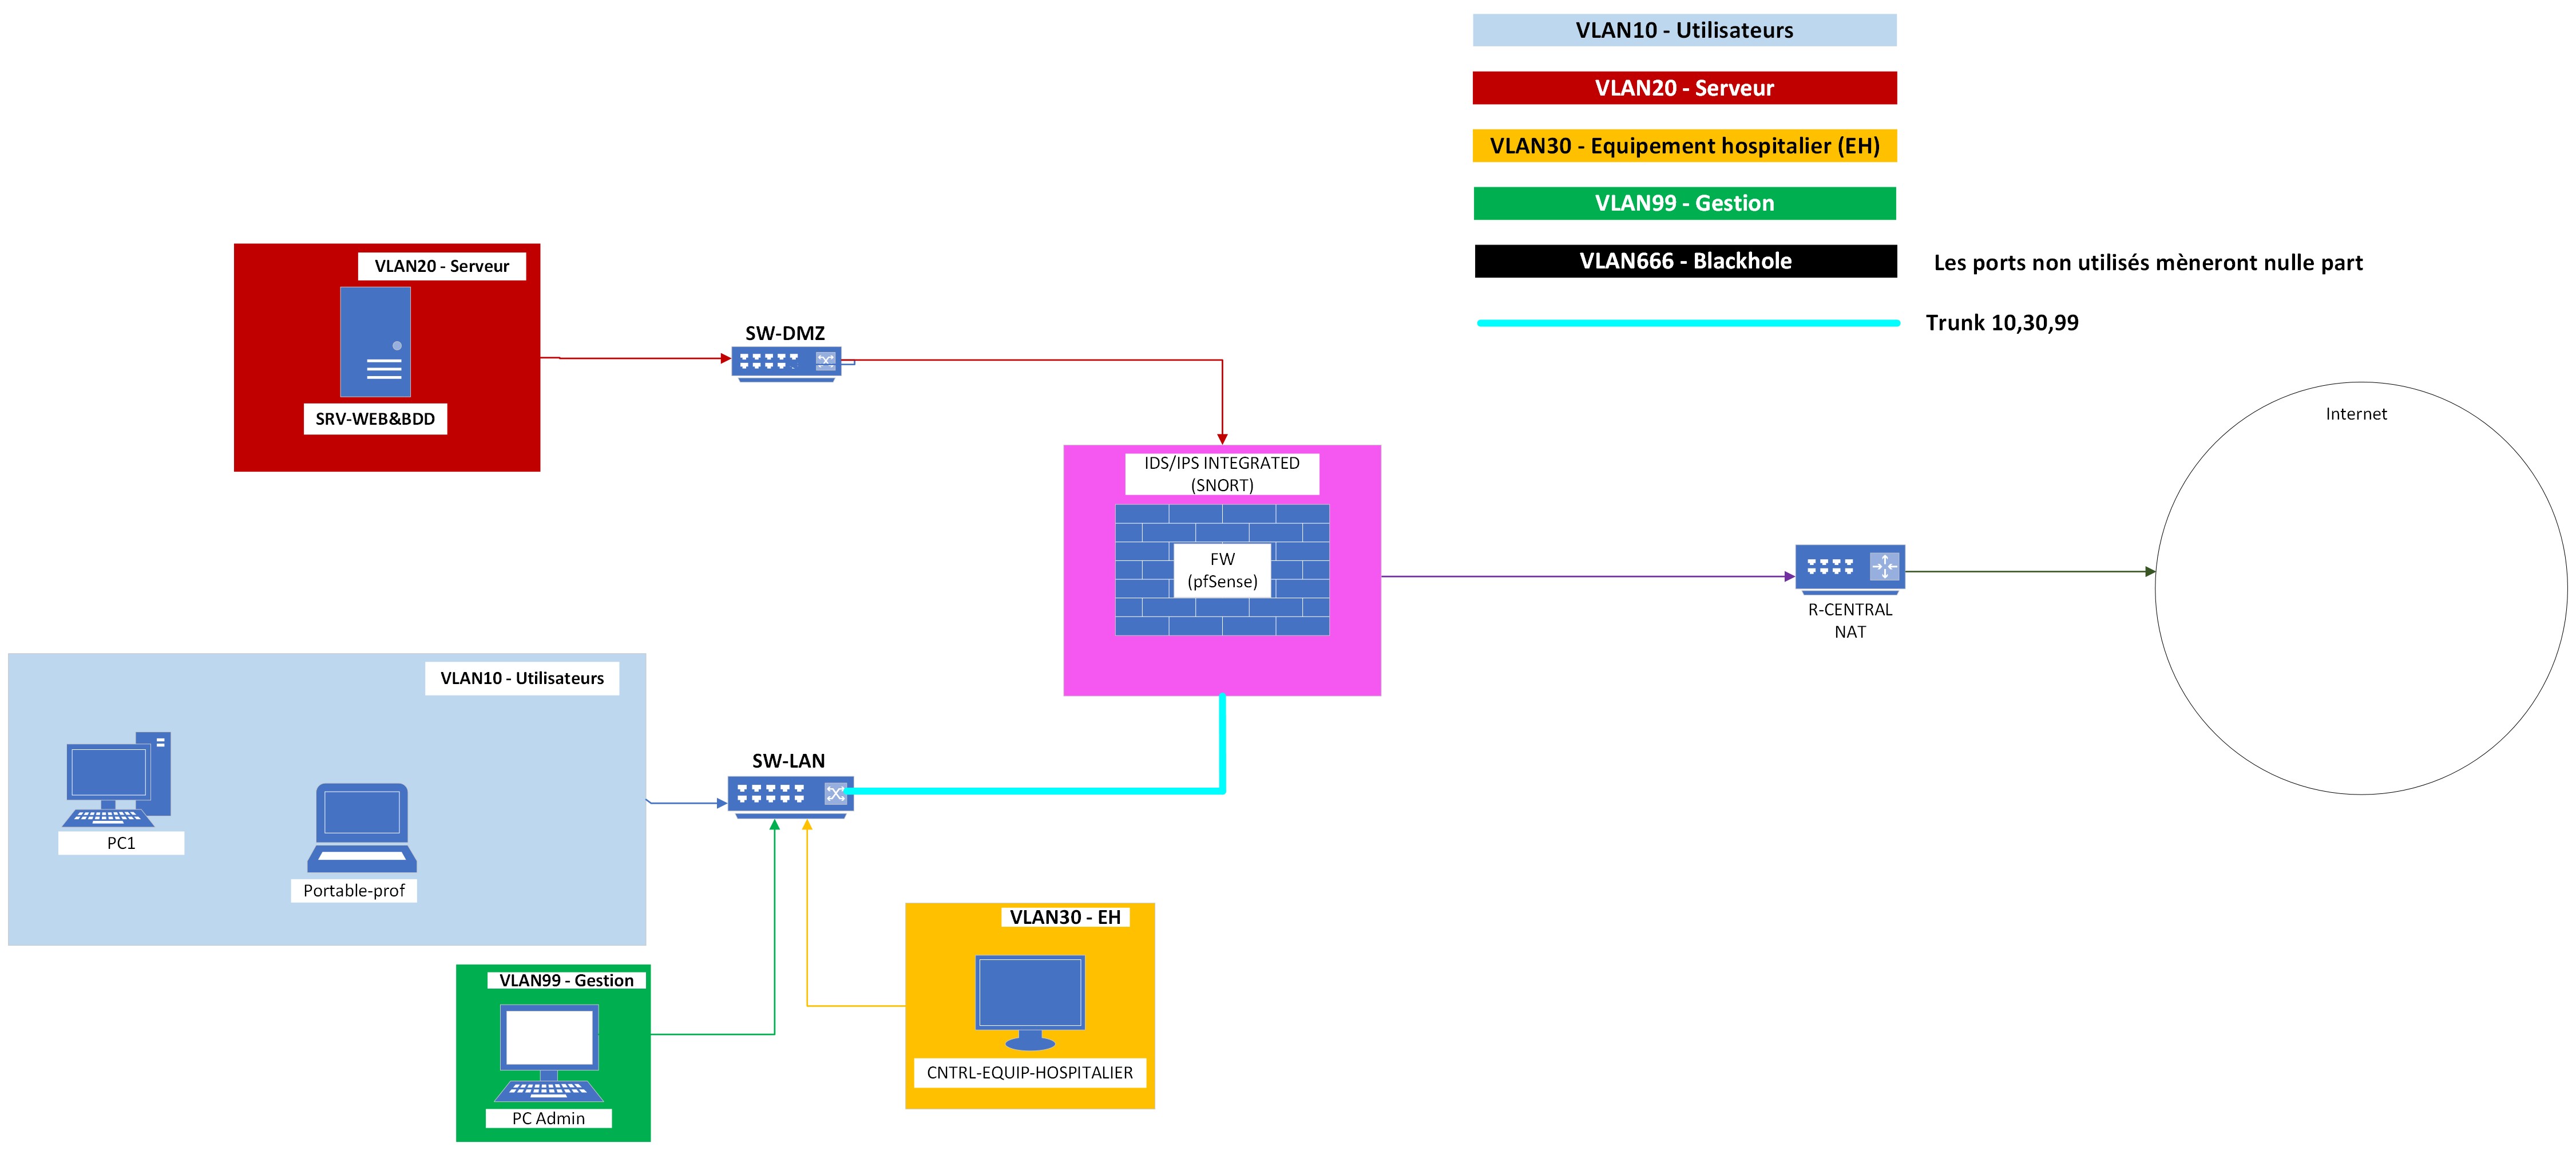 VLAN10 - Utilisateurs
VLAN20 - Serveur
VLAN30 - Equipement hospitalier (EH)
VLAN99 - Gestion
VLAN666 - Blackhole
Les ports non utilisés mèneront nulle part
Trunk 10,30,99
VLAN20 - Serveur
SRV-WEB&BDD
SW-DMZ
IDS/IPS INTEGRATED
(SNORT)
FW
(pfSense)
Internet
R-CENTRAL
NAT
VLAN10 - Utilisateurs
PC1
Portable-prof
SW-LAN
VLAN99 - Gestion
PC Admin
VLAN30 - EH
CNTRL-EQUIP-HOSPITALIER